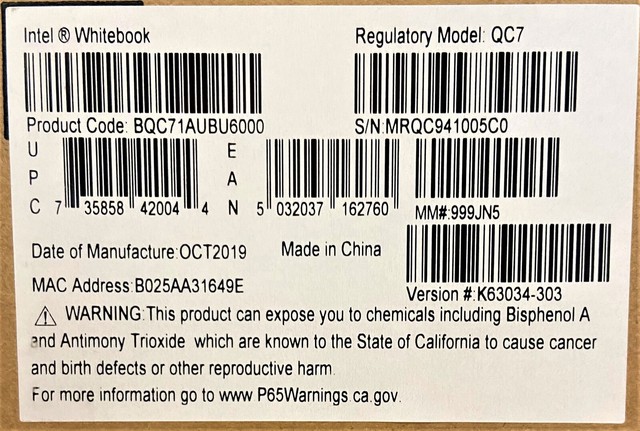 Intel ® Whitebook
Regulatory Model: QC7
Product Code: BQC71AUBU6000
S/N:MRQC941005C0
UPC 7 35858 42004 4
EAN 5 032037 162760
MM#:999JN5
Date of Manufacture:OCT2019
Made in China
MAC Address:B025AA31649E
Version #:K63034-303
⚠ WARNING:This product can expose you to chemicals including Bisphenol A
and Antimony Trioxide which are known to the State of California to cause cancer
and birth defects or other reproductive harm.
For more information go to www.P65Warnings.ca.gov.